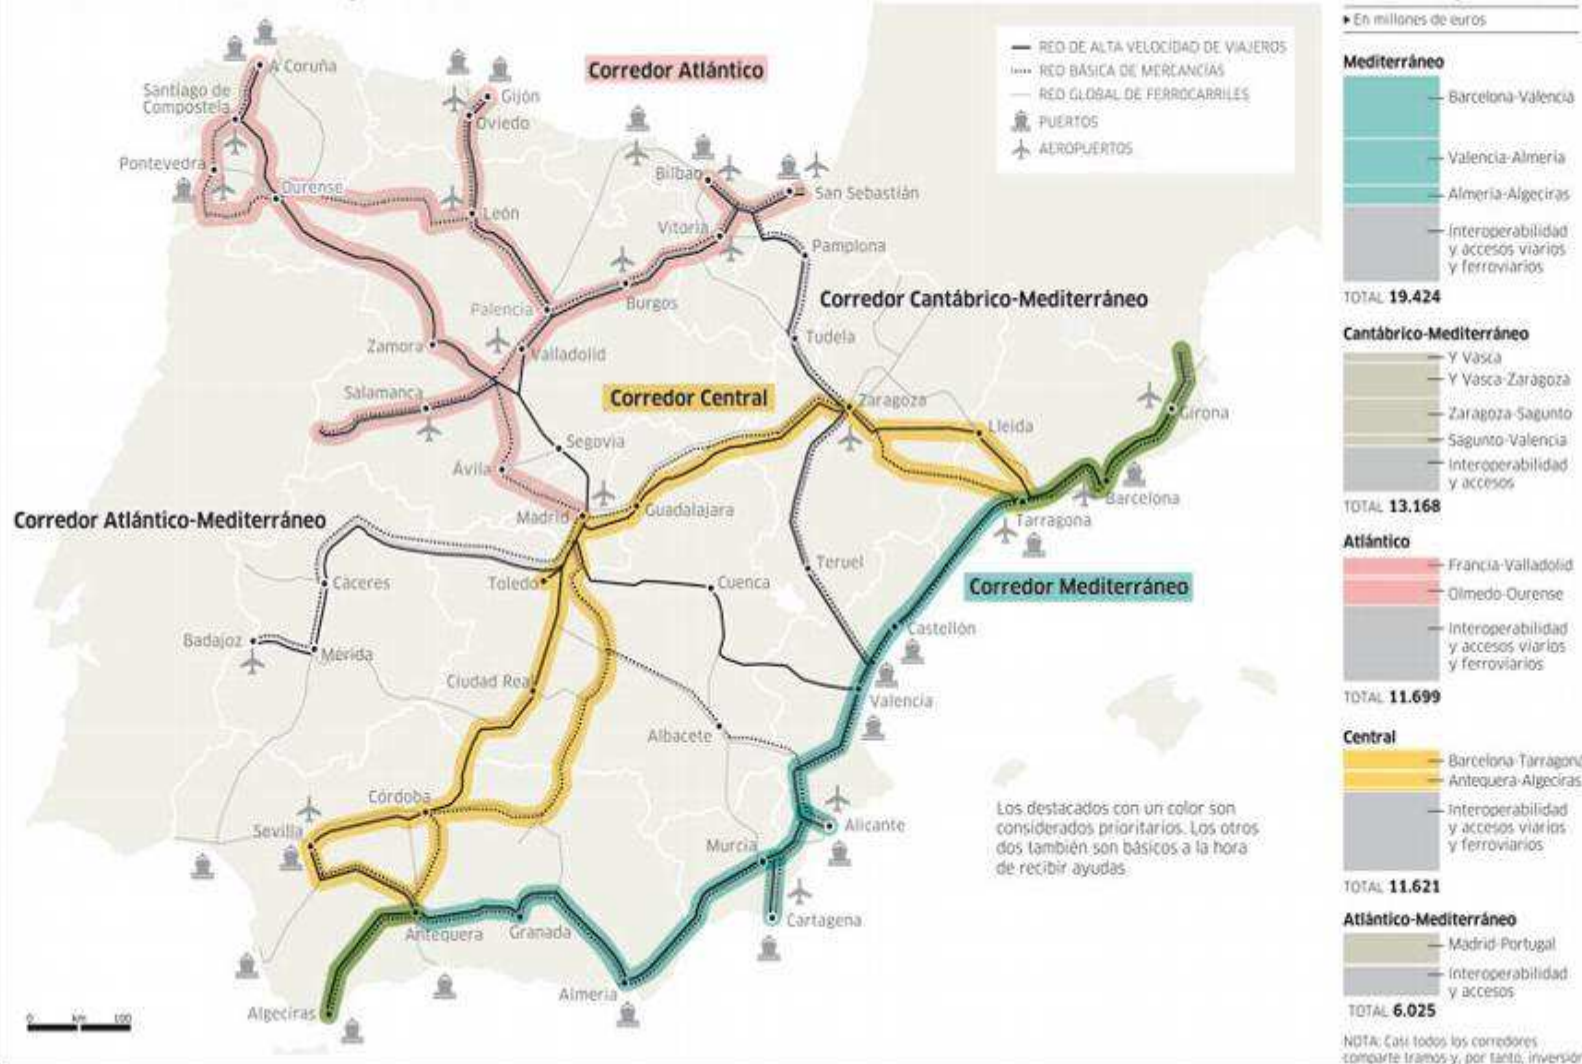 Corredor Atlántico
RED DE ALTA VELOCIDAD DE VIAJEROS
RED BÁSICA DE MERCANCÍAS
RED GLOBAL DE FERROCARRILES
PUERTOS
AEROPUERTOS
A Coruña
Santiago de
Compostela
Pontevedra
Ourense
Gijón
Oviedo
León
Bilbao
San Sebastián
Vitoria
Pamplona
Burgos
Palencia
Corredor Cantábrico-Mediterráneo
Zamora
Valladolid
Tudela
Salamanca
Corredor Central
Zaragoza
Girona
Lleida
Segovia
Ávila
Barcelona
Corredor Atlántico-Mediterráneo
Madrid
Guadalajara
Tarragona
Cáceres
Toledo
Cuenca
Teruel
Corredor Mediterráneo
Castellón
Badajoz
Mérida
Ciudad Real
Valencia
Albacete
Córdoba
Sevilla
Alicante
Murcia
Los destacados con un color son
considerados prioritarios. Los otros
dos también son básicos a la hora
de recibir ayudas
Cartagena
Antequera
Granada
Almeria
Algeciras
0 km 100
En millones de euros
Mediterráneo
Barcelona-Valencia
Valencia-Almeria
Almeria-Algeciras
Interoperabilidad
y accesos viarios
y ferroviarios
TOTAL 19.424
Cantábrico-Mediterráneo
Y Vasca
Y Vasca-Zaragoza
Zaragoza-Sagunto
Sagunto-Valencia
Interoperabilidad
y accesos
TOTAL 13.168
Atlántico
Francia-Valladolid
Olmedo-Ourense
Interoperabilidad
y accesos viarios
y ferroviarios
TOTAL 11.699
Central
Barcelona-Tarragona
Antequera-Algeciras
Interoperabilidad
y accesos viarios
y ferroviarios
TOTAL 11.621
Atlántico-Mediterráneo
Madrid-Portugal
Interoperabilidad
y accesos
TOTAL 6.025
NOTA: Casi todos los corredores
comparte tramos y, por tanto,